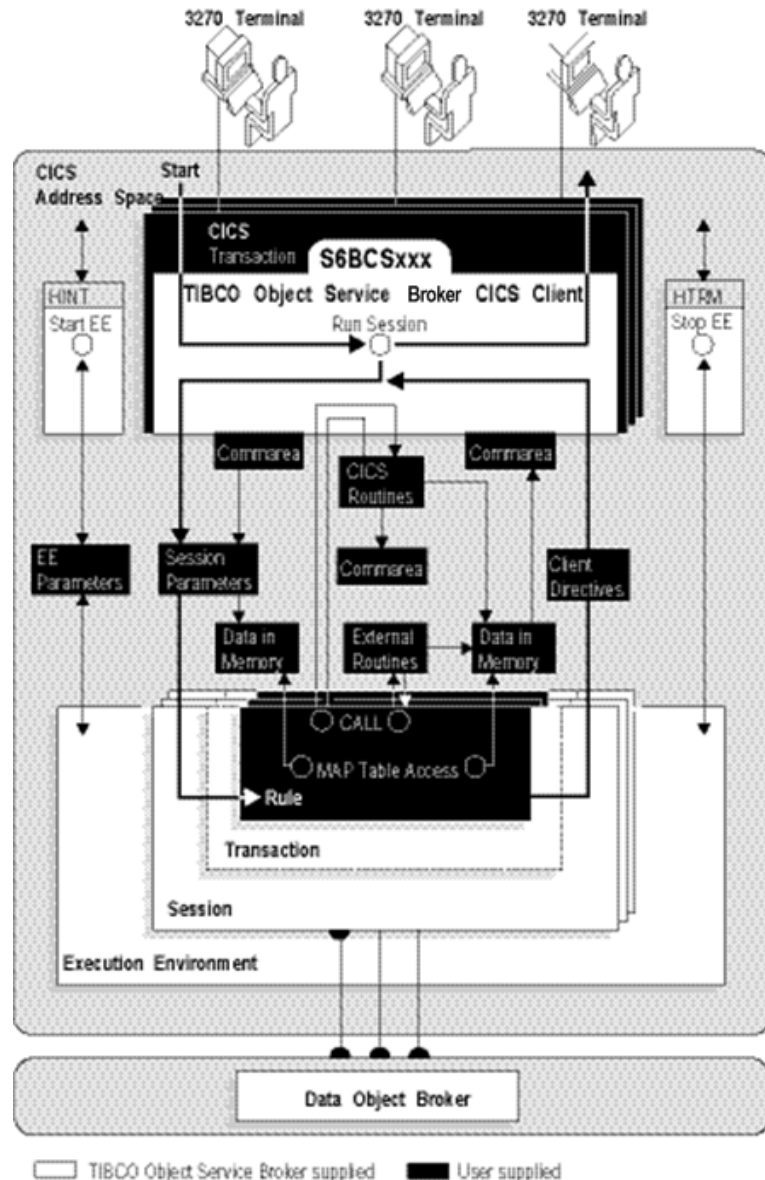 3270 Terminal
3270 Terminal
3270 Terminal
CICS
Address Space
Start
CICS
Transaction
S6BCSxxx
TIBCO Object Service Broker CICS Client
Run Session
HINT
Start EE
HTRM
Stop EE
Commarea
CICS
Routines
Commarea
EE
Parameters
Session
Parameters
Commarea
Client
Directives
Data in
Memory
External
Routines
Data in
Memory
CALL
MAP Table Access
Rule
Transaction
Session
Execution Environment
Data Object Broker
TIBCO Object Service Broker supplied
User supplied